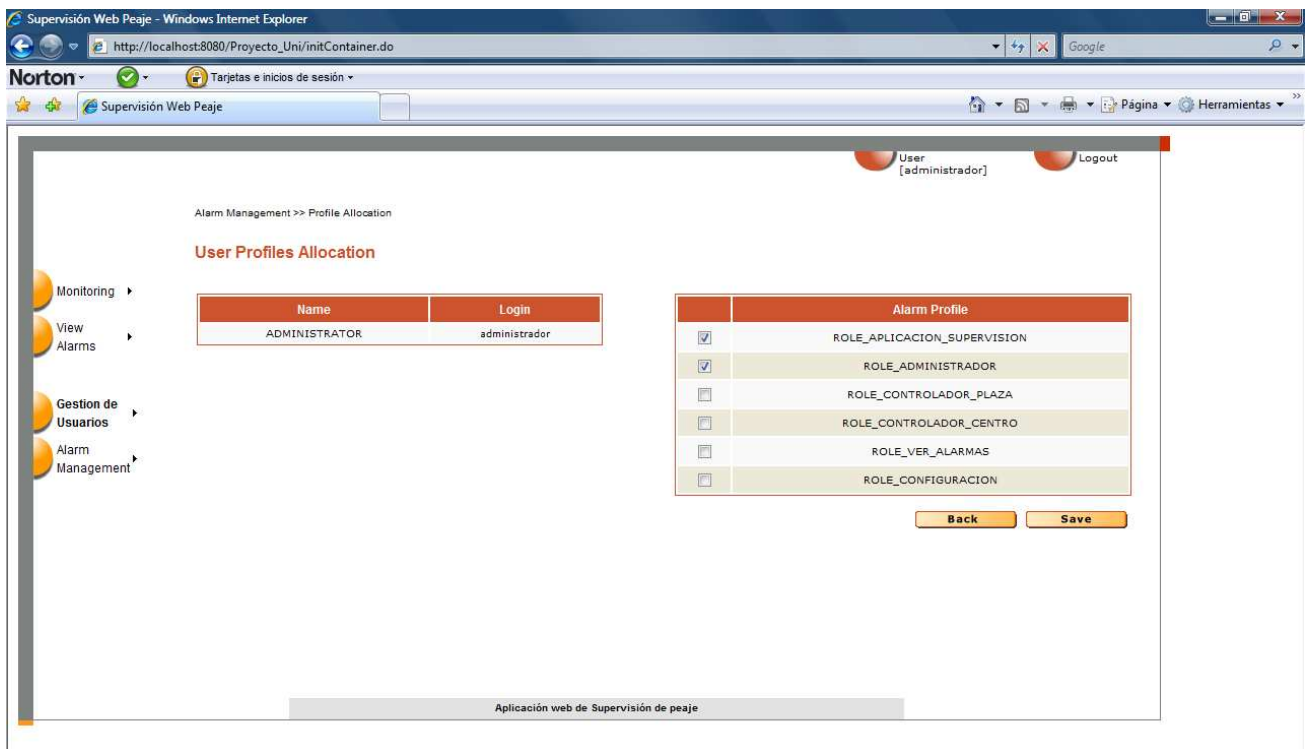 Supervisión Web Peaje - Windows Internet Explorer
http://localhost:8080/Proyecto_Uni/initContainer.do
Google
Norton
Tarjetas e inicios de sesión
Supervisión Web Peaje
Página
Herramientas
User
[administrador]
Logout
Alarm Management >> Profile Allocation
User Profiles Allocation
Monitoring
View
Alarms
Gestion de
Usuarios
Alarm
Management
Name Login
ADMINISTRATOR administrador
Alarm Profile
ROLE_APLICACION_SUPERVISION
ROLE_ADMINISTRADOR
ROLE_CONTROLADOR_PLAZA
ROLE_CONTROLADOR_CENTRO
ROLE_VER_ALARMAS
ROLE_CONFIGURACION
Back Save
Aplicación web de Supervisión de peaje